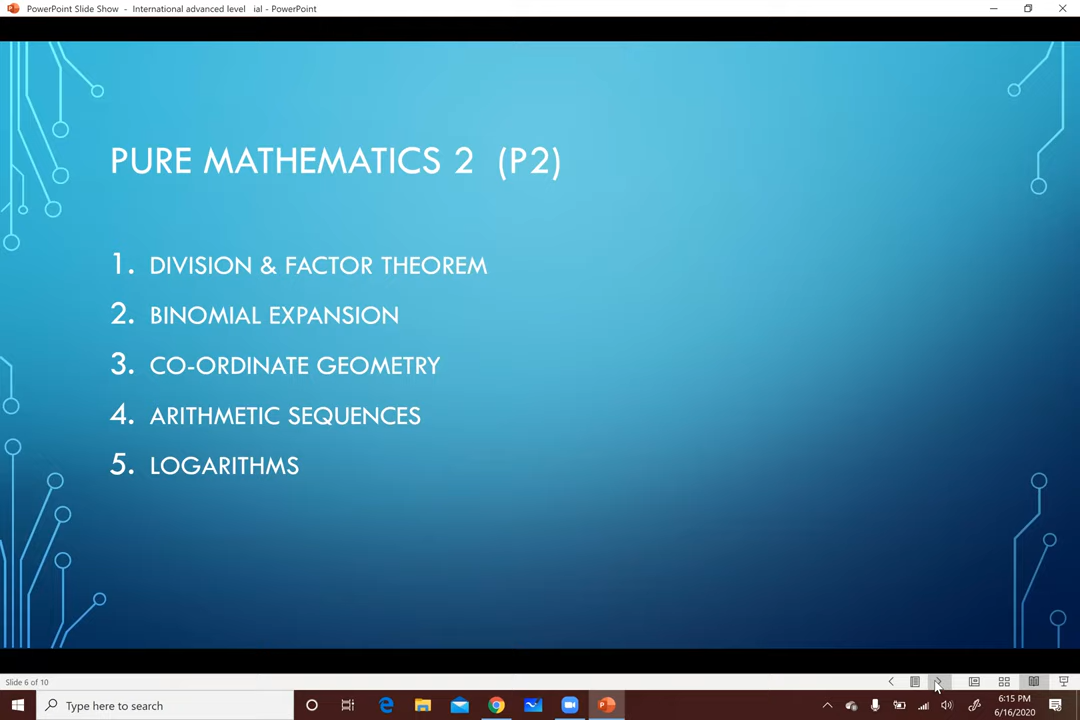 PowerPoint Slide Show - International advanced level ial - PowerPoint
PURE MATHEMATICS 2 (P2)
1. DIVISION & FACTOR THEOREM
2. BINOMIAL EXPANSION
3. CO-ORDINATE GEOMETRY
4. ARITHMETIC SEQUENCES
5. LOGARITHMS
Slide 6 of 10
Type here to search
6:15 PM
6/16/2020